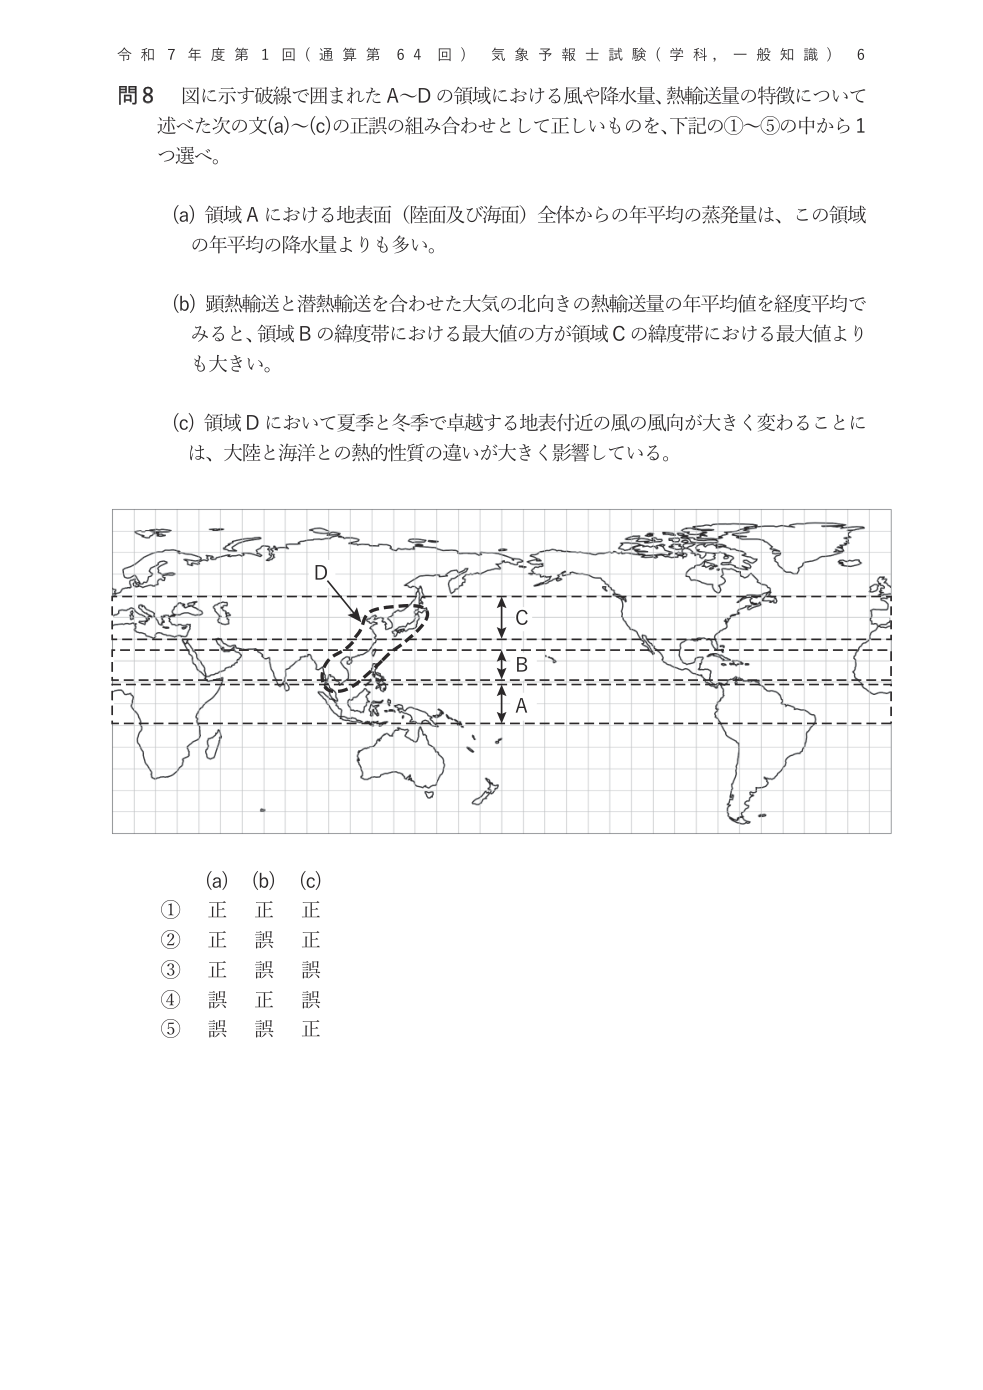 令和7年度第1回(通算第64回) 気象予報士試験(学科,一般知識) 6
問8 図に示す破線で囲まれたA~Dの領域における風や降水量、熱輸送量の特徴について
述べた次の文(a)~(c)の正誤の組み合わせとして正しいものを、下記の①~⑤の中から1
つ選べ。
(a) 領域Aにおける地表面(陸面及び海面)全体からの年平均の蒸発量は、この領域
の年平均の降水量よりも多い。
(b) 顕熱輸送と潜熱輸送を合わせた大気の北向きの熱輸送量の年平均値を経度平均で
みると、領域Bの緯度帯における最大値の方が領域Cの緯度帯における最大値より
も大きい。
(c) 領域Dにおいて夏季と冬季で卓越する地表付近の風の風向が大きく変わることに
は、大陸と海洋との熱的性質の違いが大きく影響している。
D
C
B
A
(a) (b) (c)
① 正 正 正
② 正 誤 正
③ 正 誤 誤
④ 誤 正 誤
⑤ 誤 誤 正